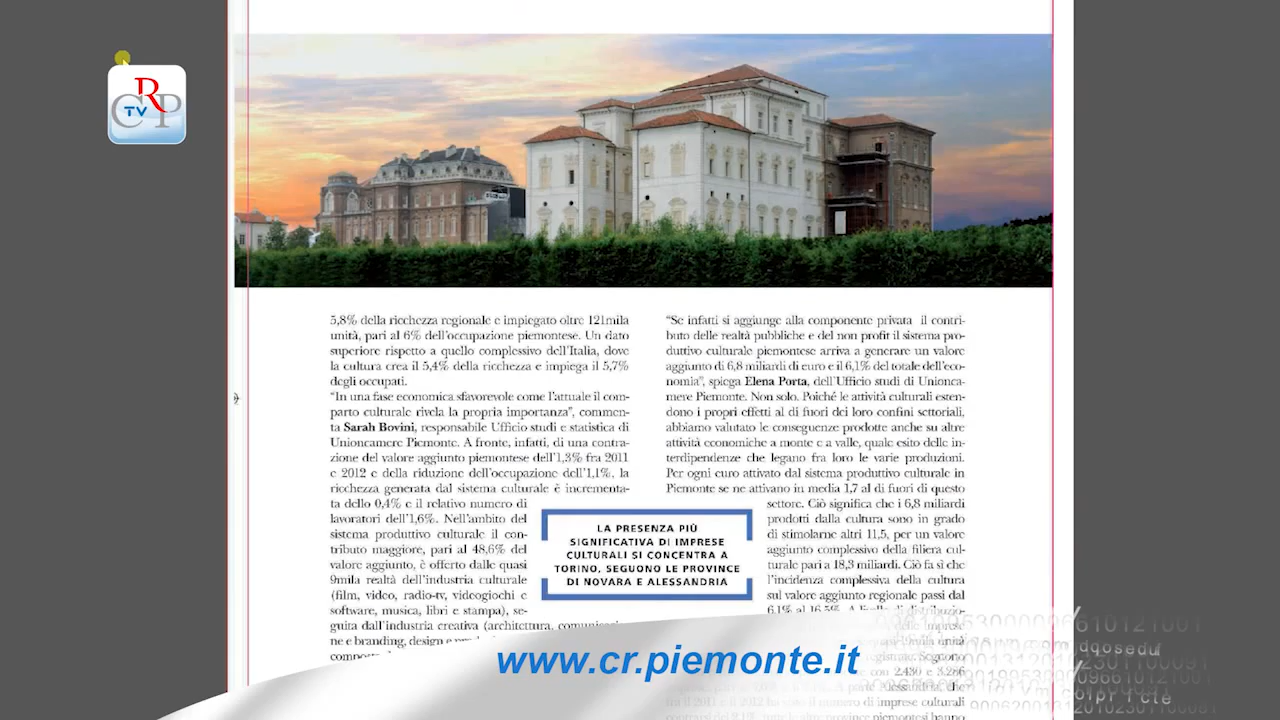 CRP
TV
5,8% della ricchezza regionale e impiegato oltre 121mila
unità, pari al 6% dell'occupazione piemontese. Un dato
superiore rispetto a quello complessivo dell'Italia, dove
la cultura crea il 5,4% della ricchezza e impiega il 5,7%
degli occupati.
"In una fase economica sfavorevole come l'attuale il com-
parto culturale rivela la propria importanza", commen-
ta Sarah Bovini, responsabile Ufficio studi e statistica di
Unioncamere Piemonte. A fronte, infatti, di una contra-
zione del valore aggiunto piemontese dell'1,3% fra 2011
e 2012 e della riduzione dell'occupazione dell'1,1%, la
ricchezza generata dal sistema culturale è incrementa-
ta dello 0,4% e il relativo numero di
lavoratori dell'1,6%. Nell'ambito del
sistema produttivo culturale il con-
tributo maggiore, pari al 48,6% del
valore aggiunto, è offerto dalle quasi
9mila realtà dell'industria culturale
(film, video, radio-tv, videogiochi e
software, musica, libri e stampa), se-
guita dall'industria creativa (architettura,
ne e branding, design e
LA PRESENZA PIÙ
SIGNIFICATIVA DI IMPRESE
CULTURALI SI CONCENTRA A
TORINO, SEGUONO LE PROVINCE
DI NOVARA E ALESSANDRIA
"Se infatti si aggiunge alla componente privata il contri-
buto delle realtà pubbliche e del non profit il sistema pro-
duttivo culturale piemontese arriva a generare un valore
aggiunto di 6,8 miliardi di euro e il 6,1% del totale dell'eco-
nomia", spiega Elena Porta, dell'Ufficio studi di Unionca-
mere Piemonte. Non solo. Poiché le attività culturali esten-
dono i propri effetti al di fuori dei loro confini settoriali,
abbiamo valutato le conseguenze prodotte anche su altre
attività economiche a monte e a valle, quale esito delle in-
terdipendenze che legano fra loro le varie produzioni.
Per ogni euro attivato dal sistema produttivo culturale in
Piemonte se ne attivano in media 1,7 al di fuori di questo
settore. Ciò significa che i 6,8 miliardi
prodotti dalla cultura sono in grado
di stimolarne altri 11,5, per un valore
aggiunto complessivo della filiera cul-
turale pari a 18,3 miliardi. Ciò fa sì che
l'incidenza complessiva della cultura
sul valore aggiunto regionale passi dal
6,1% al 16,5%. A livello di distribuzio-
www.cr.piemonte.it